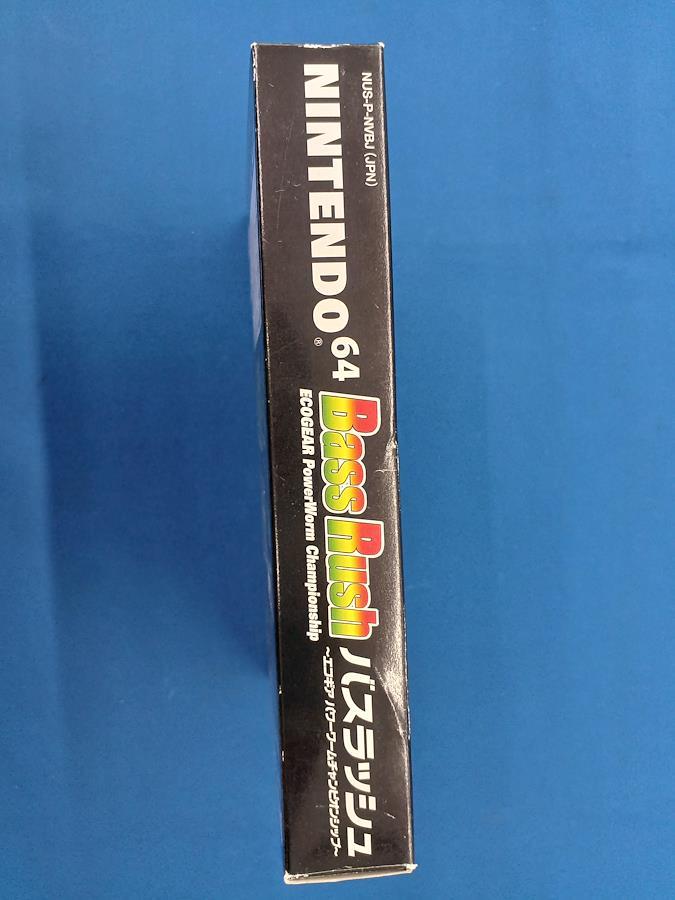 NUS-P-NVBJ (JPN)
NINTENDO64®
Bass Rush
ECOGEAR PowerWorm Championship
バスラッシュ
~エコギア パワーワームチャンピオンシップ~